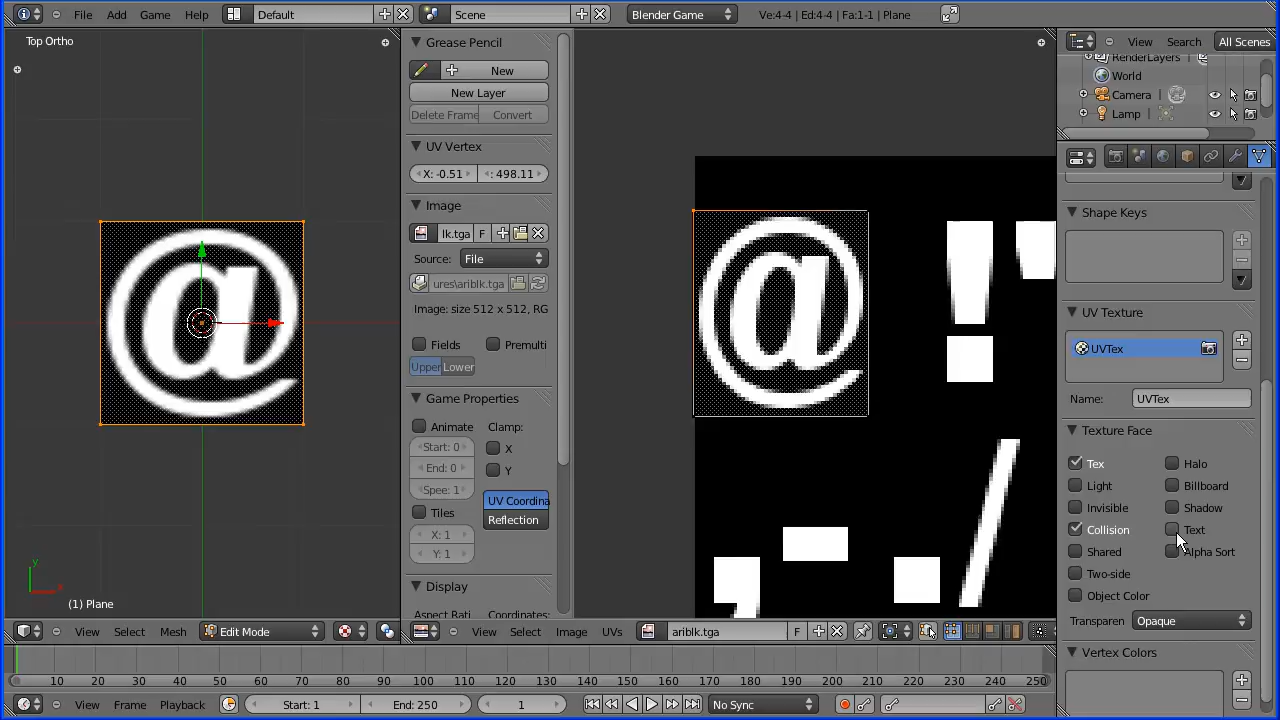 File Add Game Help Default Scene Blender Game Ve:4-4 | Ed:4-4 | Fa:1-1 | Plane
Top Ortho
(1) Plane
View Select Mesh Edit Mode
Grease Pencil
New
New Layer
Delete Frame Convert
UV Vertex
X: -0.51 : 498.11
Image
lk.tga F
Source: File
ures\ariblk.tga
Image: size 512 x 512, RG
Fields Premulti
Upper Lower
Game Properties
Animate Clamp:
Start: 0 X
End: 0 Y
Spee: 1 UV Coordina
Tiles Reflection
X: 1
Y: 1
Display
Aspect Rati Coordinates:
@ ! "
, - . /
View Select Image UVs ariblk.tga F
View Search All Scenes
RenderLayers
World
Camera
Lamp
Shape Keys
UV Texture
UVTex
Name: UVTex
Texture Face
Tex Halo
Light Billboard
Invisible Shadow
Collision Text
Shared Alpha Sort
Two-side
Object Color
Transparen Opaque
Vertex Colors
10 20 30 40 50 60 70 80 90 100 110 120 130 140 150 160 170 180 190 200 210 220 230 240 250
View Frame Playback Start: 1 End: 250 1 No Sync